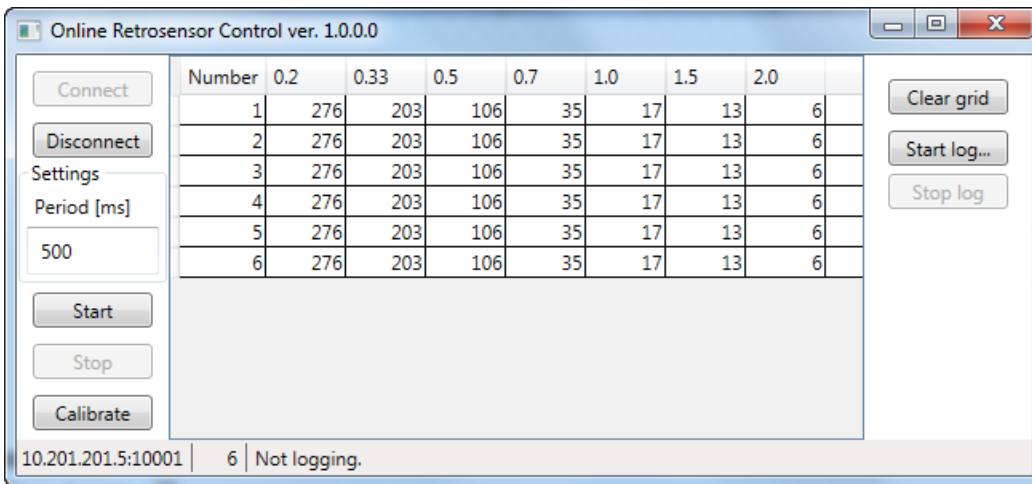 Online Retrosensor Control ver. 1.0.0.0
Connect
Disconnect
Settings
Period [ms]
500
Start
Stop
Calibrate
Number 0.2 0.33 0.5 0.7 1.0 1.5 2.0
1 276 203 106 35 17 13 6
2 276 203 106 35 17 13 6
3 276 203 106 35 17 13 6
4 276 203 106 35 17 13 6
5 276 203 106 35 17 13 6
6 276 203 106 35 17 13 6
Clear grid
Start log...
Stop log
10.201.201.5:10001 6 Not logging.